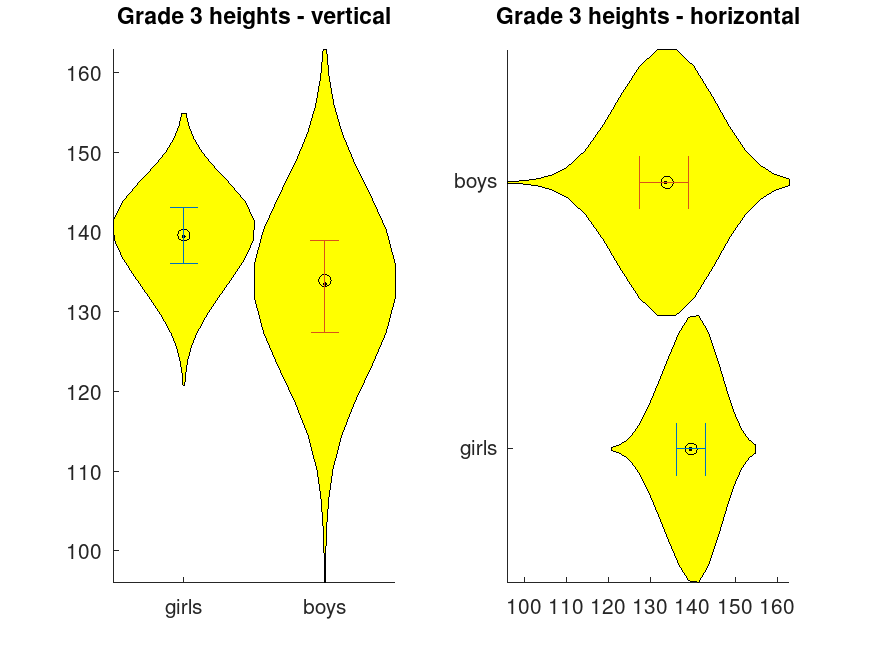 Grade 3 heights - vertical
160
150
140
130
120
110
100
girls
boys
Grade 3 heights - horizontal
boys
girls
100 110 120 130 140 150 160